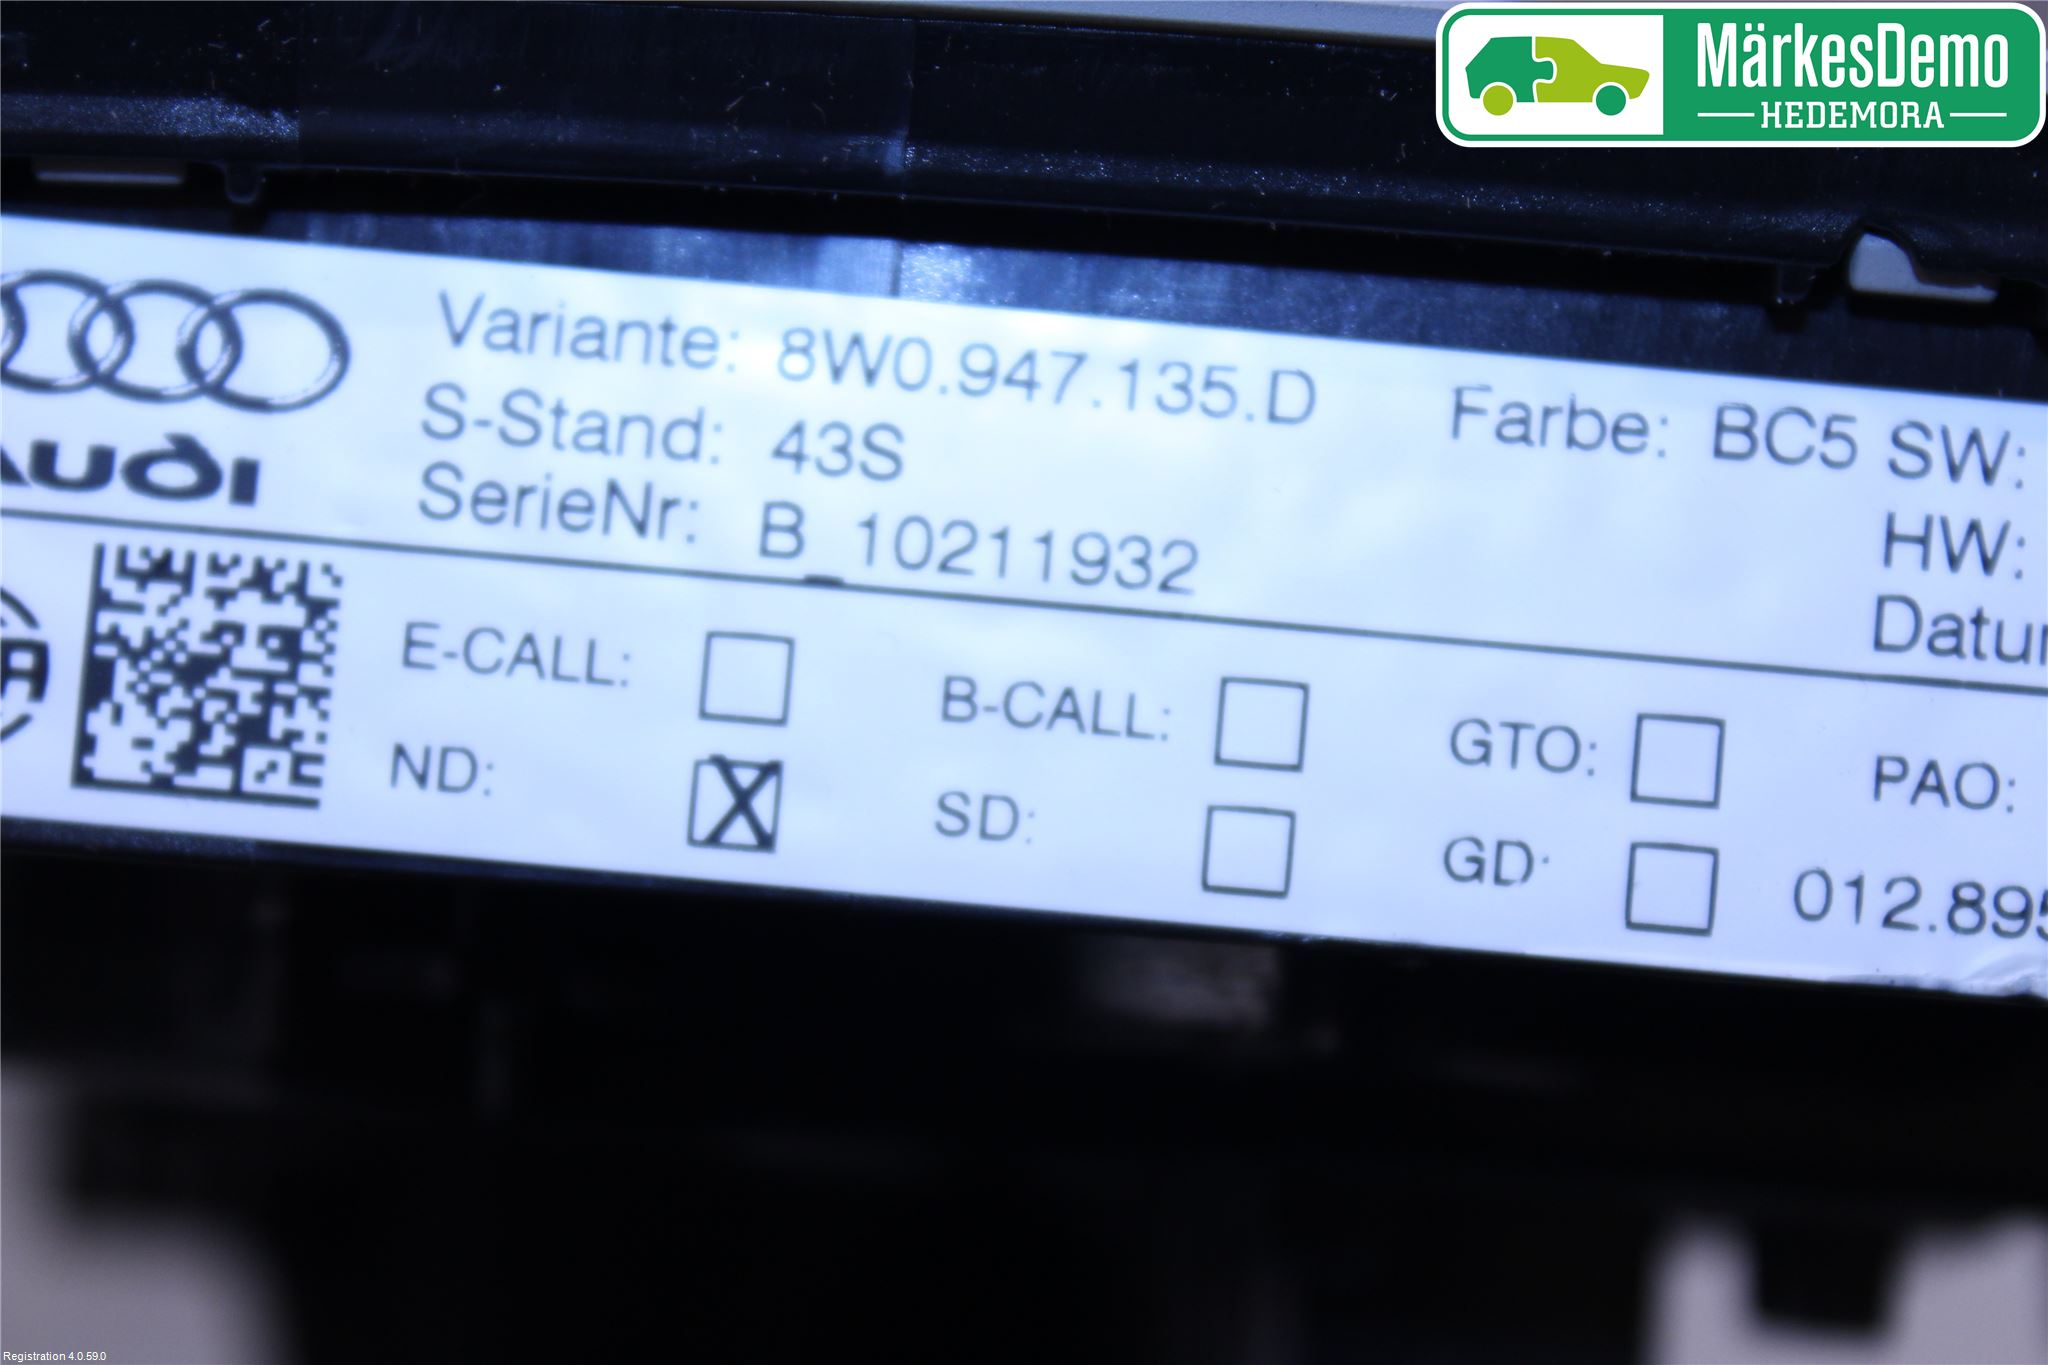 MärkesDemo
HEDEMORA
Variante: 8W0.947.135.D Farbe: BC5 SW:
S-Stand: 43S
HW:
SerieNr: B_10211932
Audi
E-CALL: B-CALL: GTO: PAO:
ND: X SD: GD: 012.895
Registration 4.0.59.0